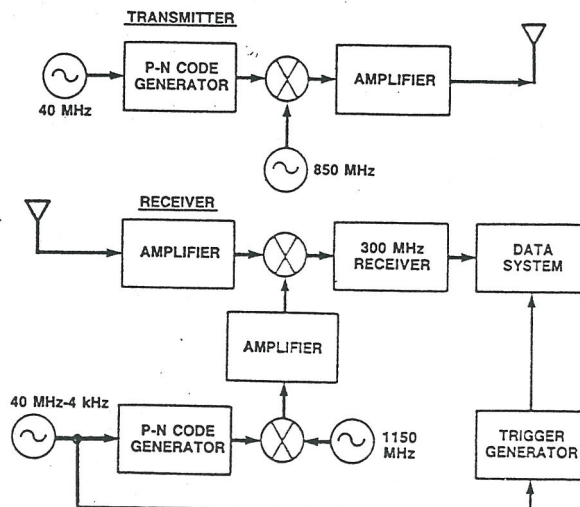 TRANSMITTER
P-N CODE
GENERATOR
AMPLIFIER
40 MHz
850 MHz
RECEIVER
AMPLIFIER
300 MHz
RECEIVER
DATA
SYSTEM
AMPLIFIER
40 MHz-4 kHz
P-N CODE
GENERATOR
1150
MHz
TRIGGER
GENERATOR